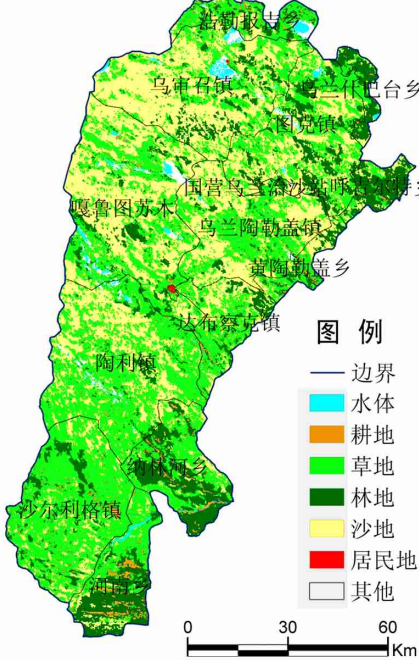 浩勒报吉乡
乌审召镇
乌兰什巴台乡
图克镇
国营乌兰治沙站
呼吉尔特乡
嘎鲁图苏木
乌兰陶勒盖镇
黄陶勒盖乡
达布察克镇
陶利镇
纳林河乡
沙尔利格镇
河南乡
图 例
边界
水体
耕地
草地
林地
沙地
居民地
其他
0 30 60
Km